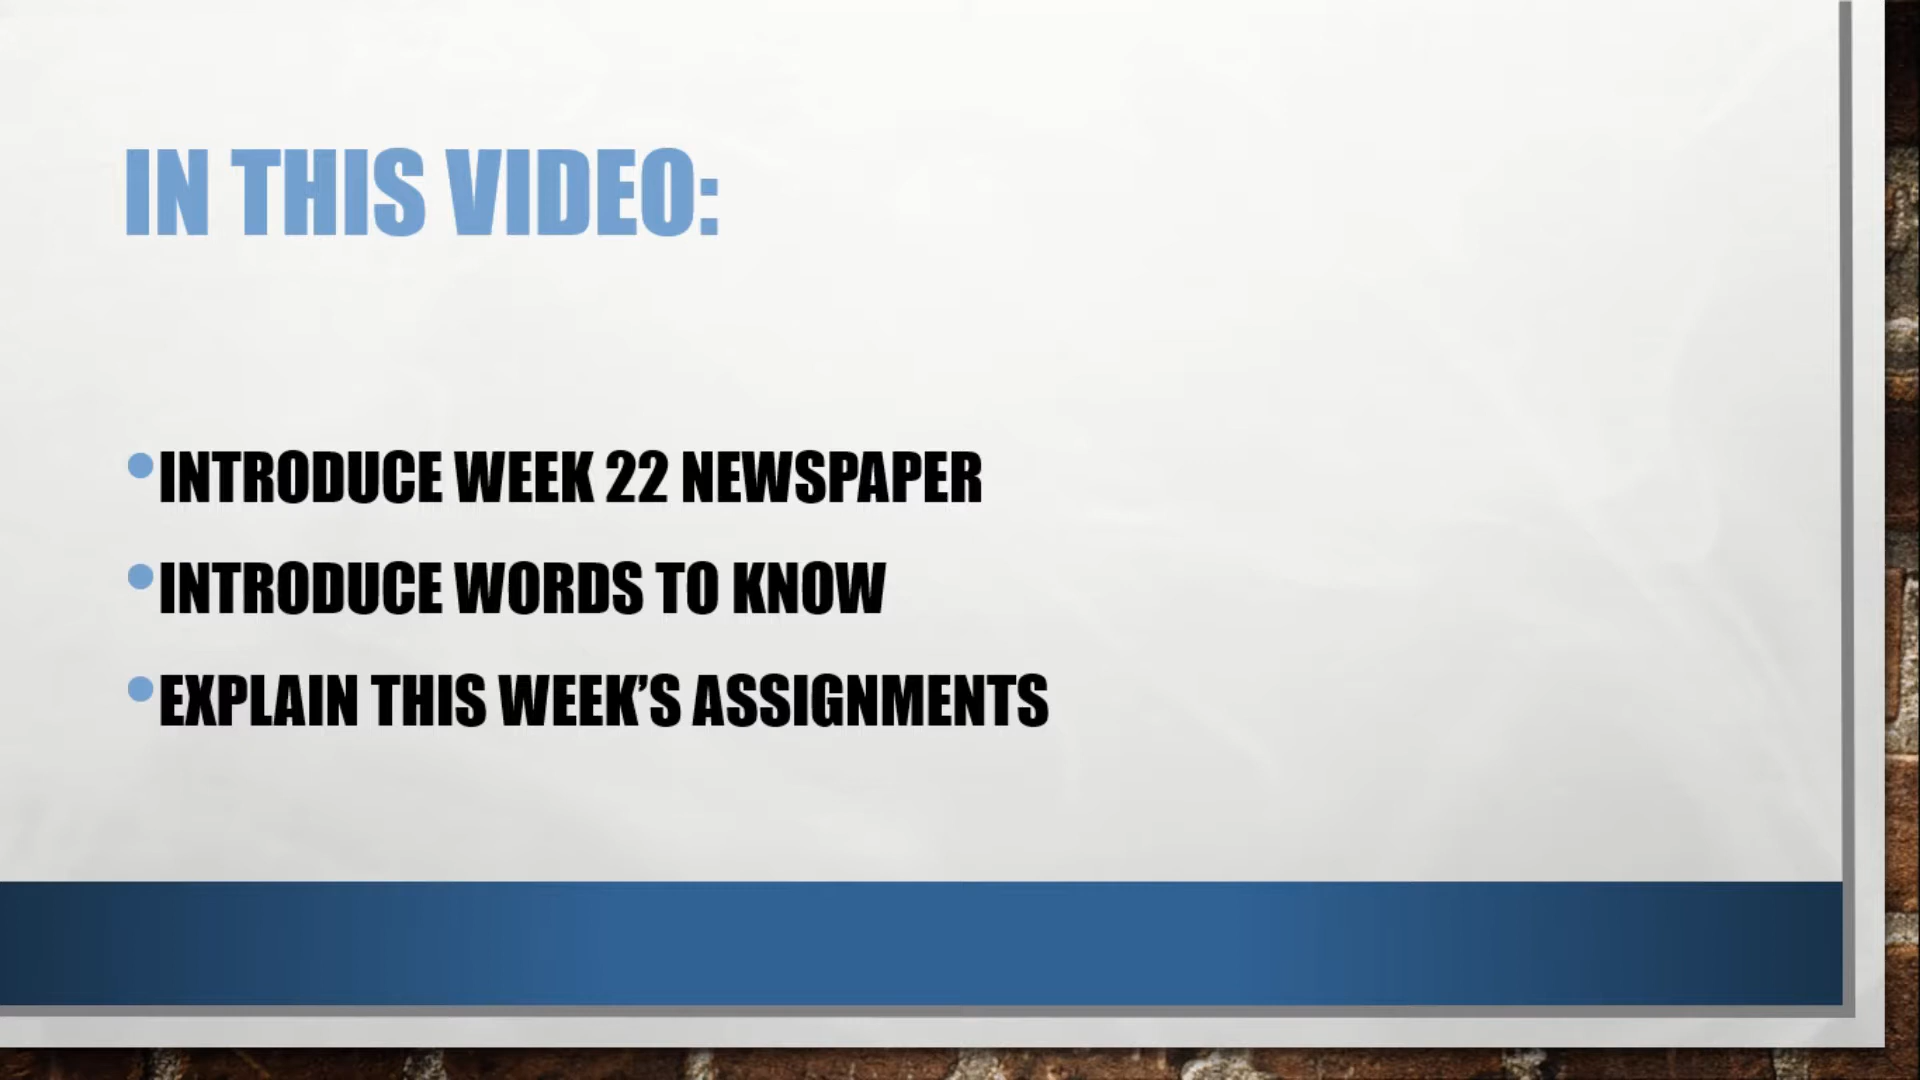 IN THIS VIDEO:
•INTRODUCE WEEK 22 NEWSPAPER
•INTRODUCE WORDS TO KNOW
•EXPLAIN THIS WEEK’S ASSIGNMENTS